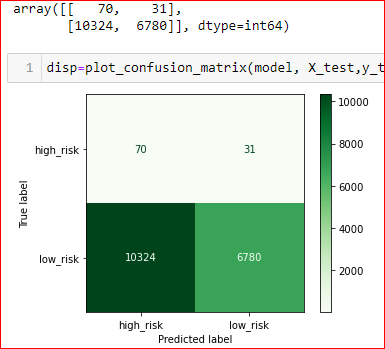 array([[   70,    31],
       [10324,  6780]], dtype=int64)
1 disp=plot_confusion_matrix(model, X_test,y_t
10000
high_risk 70 31
8000
6000
True label
4000
low_risk 10324 6780
2000
high_risk low_risk
Predicted label